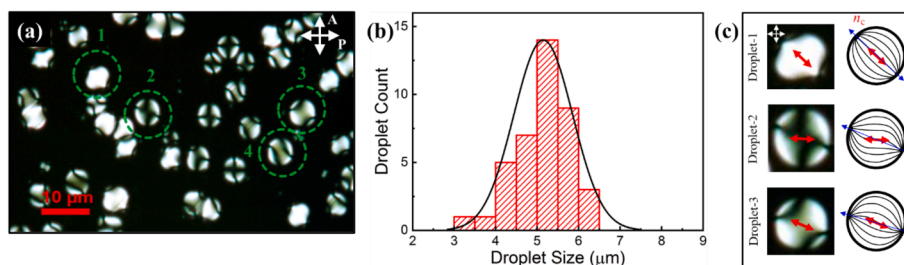 (a)
A
P
1
2
3
4
10 μm
(b)
Droplet Count
15
10
5
0
2 3 4 5 6 7 8 9
Droplet Size (μm)
(c)
n_c
Droplet-1
Droplet-2
Droplet-3